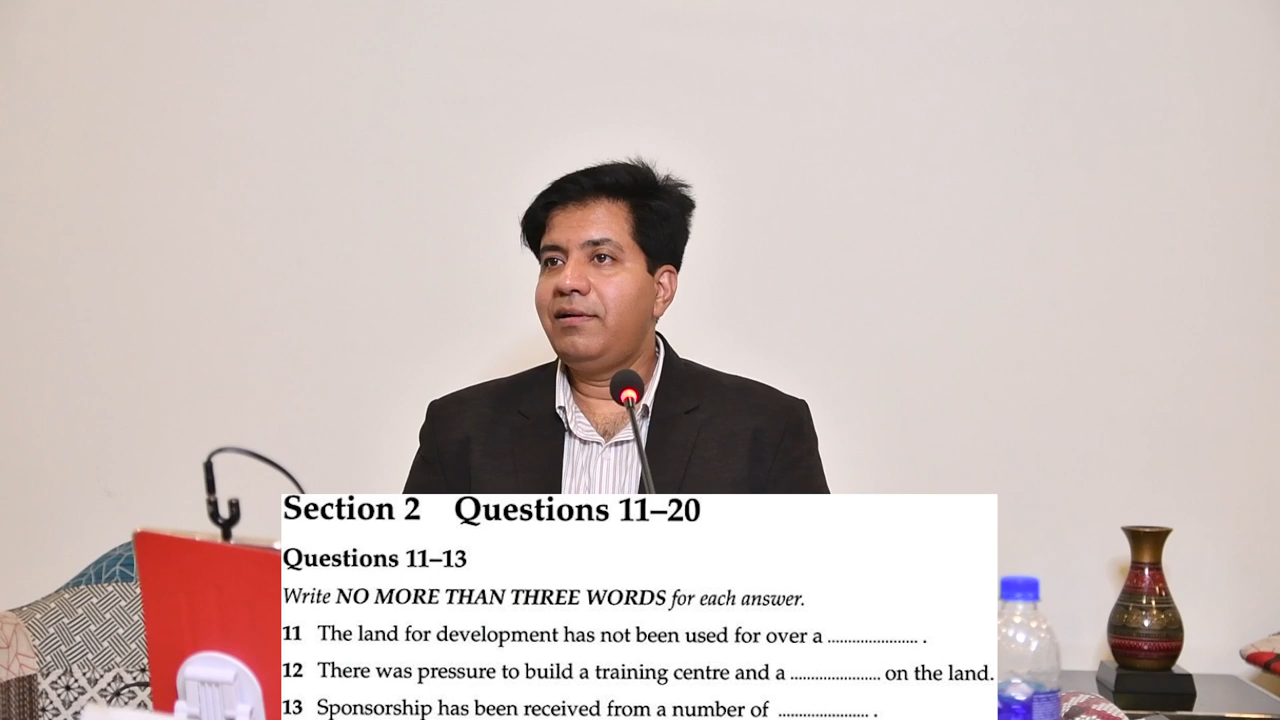 Section 2 Questions 11–20
Questions 11–13
Write NO MORE THAN THREE WORDS for each answer.
11 The land for development has not been used for over a ...................... .
12 There was pressure to build a training centre and a ...................... on the land.
13 Sponsorship has been received from a number of ...................... .